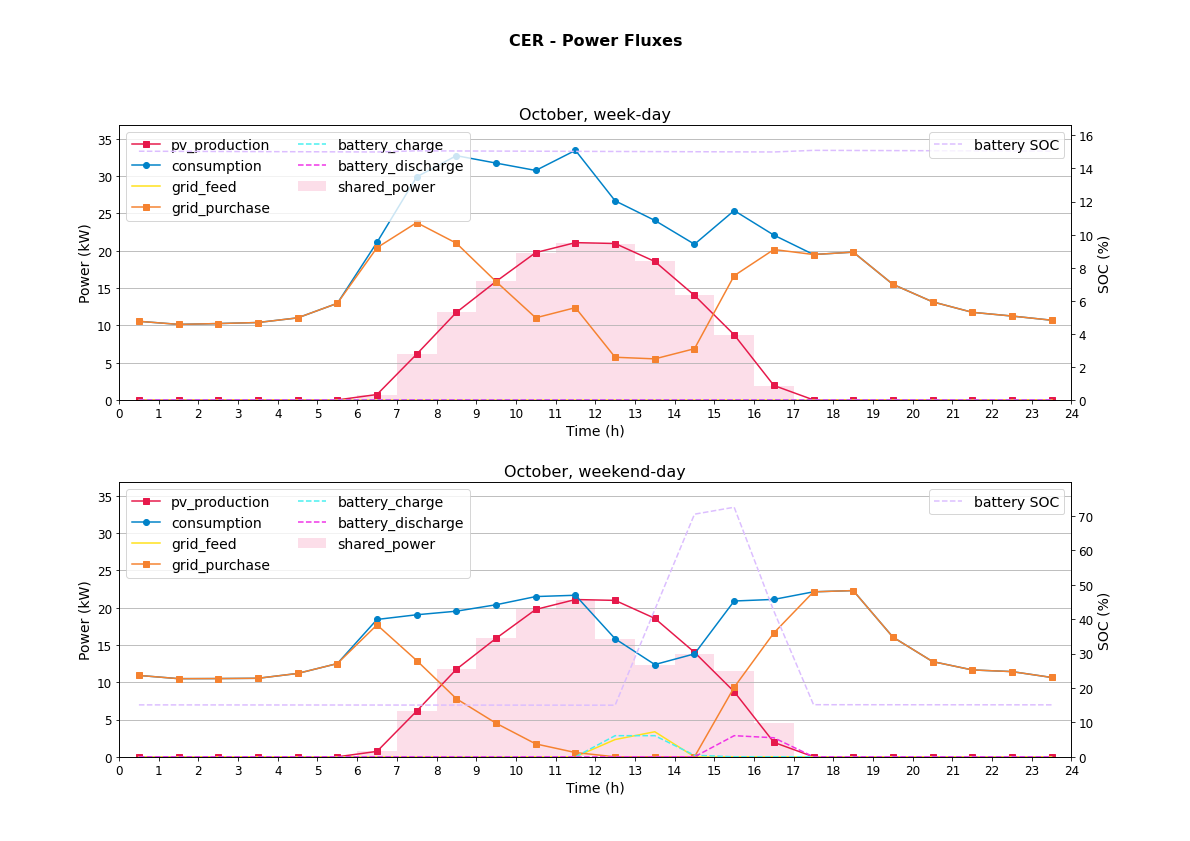 CER - Power Fluxes
October, week-day
pv_production
consumption
grid_feed
grid_purchase
battery_charge
battery_discharge
shared_power
battery SOC
Power (kW)
0 5 10 15 20 25 30 35
SOC (%)
0 2 4 6 8 10 12 14 16
0 1 2 3 4 5 6 7 8 9 10 11 12 13 14 15 16 17 18 19 20 21 22 23 24
Time (h)
October, weekend-day
pv_production
consumption
grid_feed
grid_purchase
battery_charge
battery_discharge
shared_power
battery SOC
Power (kW)
0 5 10 15 20 25 30 35
SOC (%)
0 10 20 30 40 50 60 70
0 1 2 3 4 5 6 7 8 9 10 11 12 13 14 15 16 17 18 19 20 21 22 23 24
Time (h)